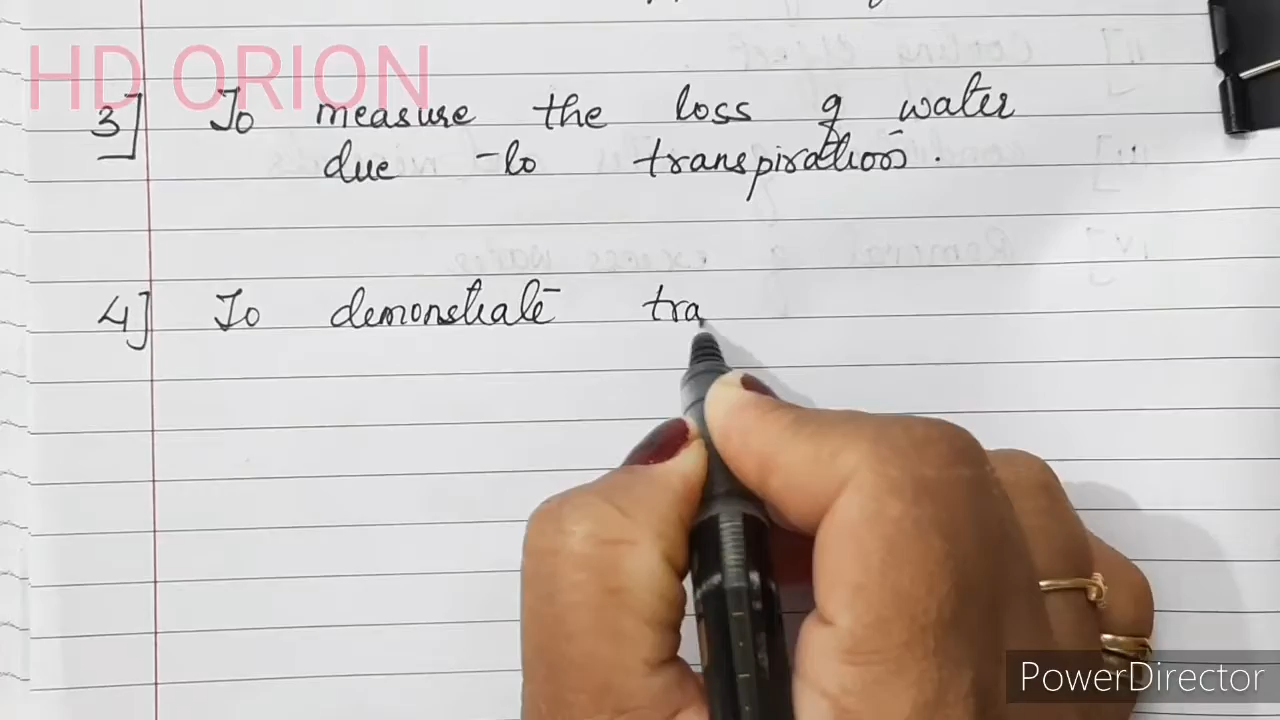 HD ORION
3] To measure the loss of water
due to transpiration.
4] To demonstrate tra
PowerDirector